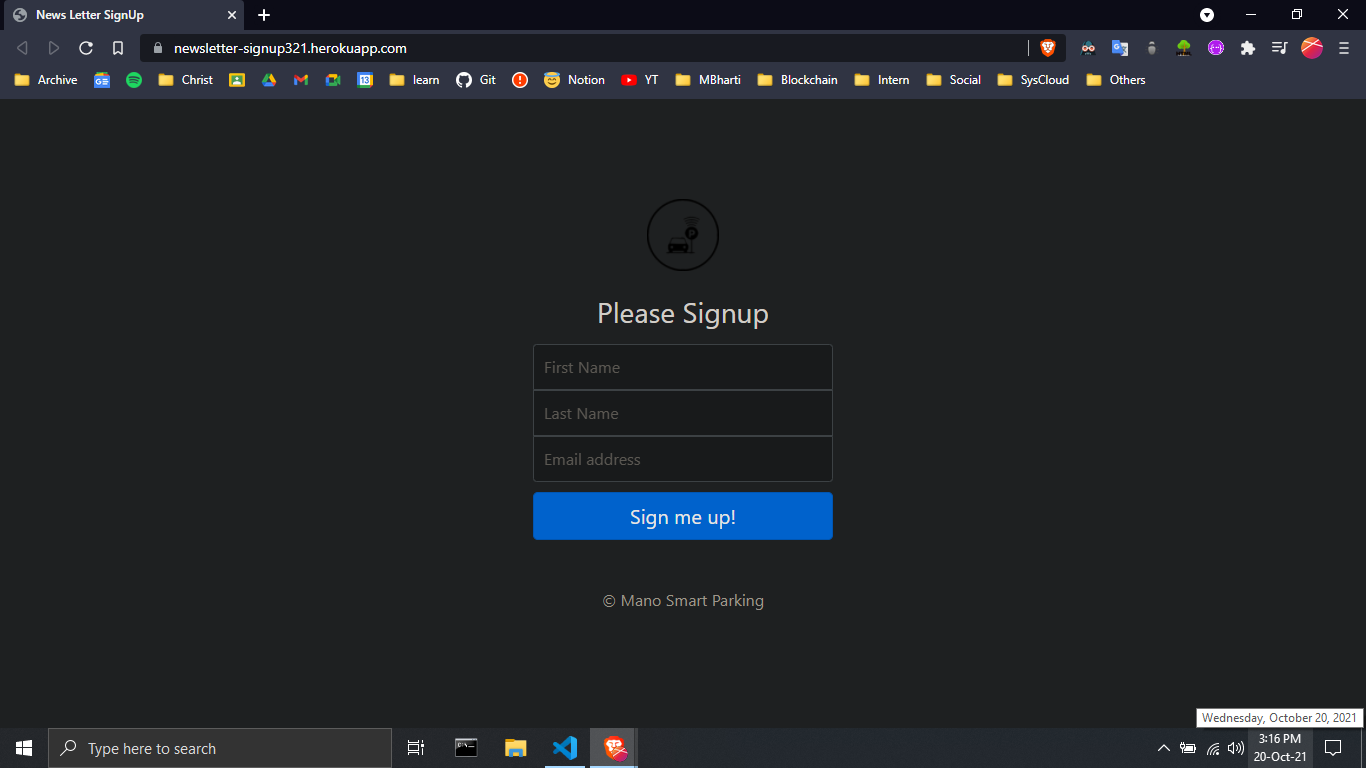 News Letter SignUp
newsletter-signup321.herokuapp.com
Archive Christ learn Git Notion YT MBharti Blockchain Intern Social SysCloud Others
P
Please Signup
First Name
Last Name
Email address
Sign me up!
© Mano Smart Parking
Wednesday, October 20, 2021
Type here to search
3:16 PM
20-Oct-21